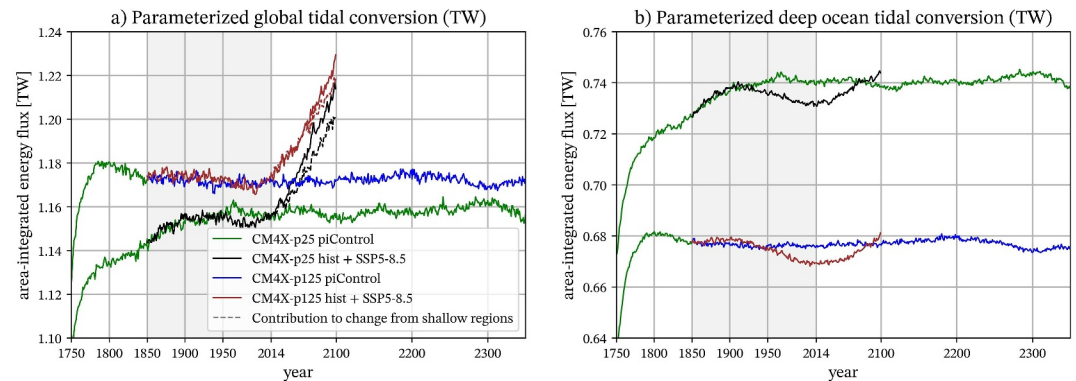 a) Parameterized global tidal conversion (TW)
area-integrated energy flux [TW]
1.24
1.22
1.20
1.18
1.16
1.14
1.12
1.10
CM4X-p25 piControl
CM4X-p25 hist + SSP5-8.5
CM4X-p125 piControl
CM4X-p125 hist + SSP5-8.5
Contribution to change from shallow regions
1750 1800 1850 1900 1950 2014 2100 2200 2300
year
b) Parameterized deep ocean tidal conversion (TW)
area-integrated energy flux [TW]
0.76
0.74
0.72
0.70
0.68
0.66
0.64
1750 1800 1850 1900 1950 2014 2100 2200 2300
year